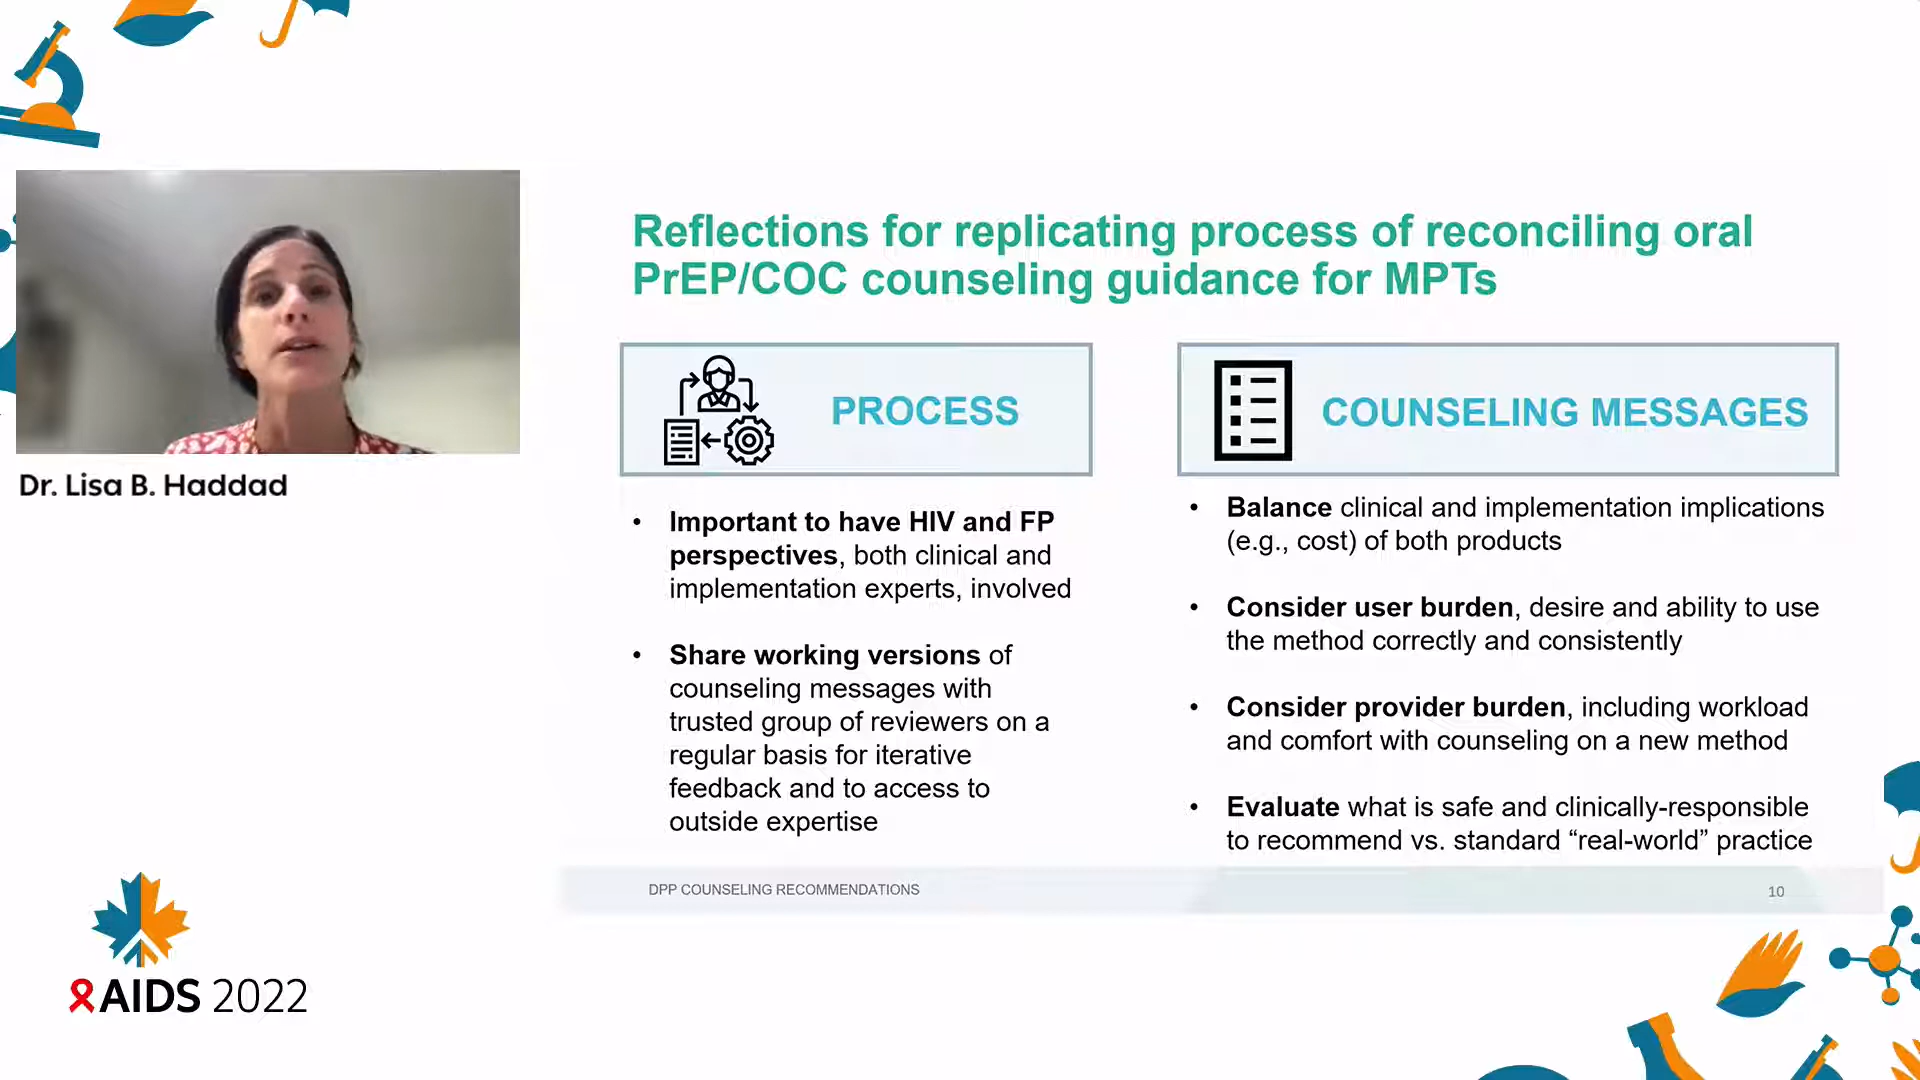 Dr. Lisa B. Haddad
Reflections for replicating process of reconciling oral
PrEP/COC counseling guidance for MPTs
PROCESS
• Important to have HIV and FP
perspectives, both clinical and
implementation experts, involved
• Share working versions of
counseling messages with
trusted group of reviewers on a
regular basis for iterative
feedback and to access to
outside expertise
COUNSELING MESSAGES
• Balance clinical and implementation implications
(e.g., cost) of both products
• Consider user burden, desire and ability to use
the method correctly and consistently
• Consider provider burden, including workload
and comfort with counseling on a new method
• Evaluate what is safe and clinically-responsible
to recommend vs. standard “real-world” practice
DPP COUNSELING RECOMMENDATIONS
10
AIDS 2022